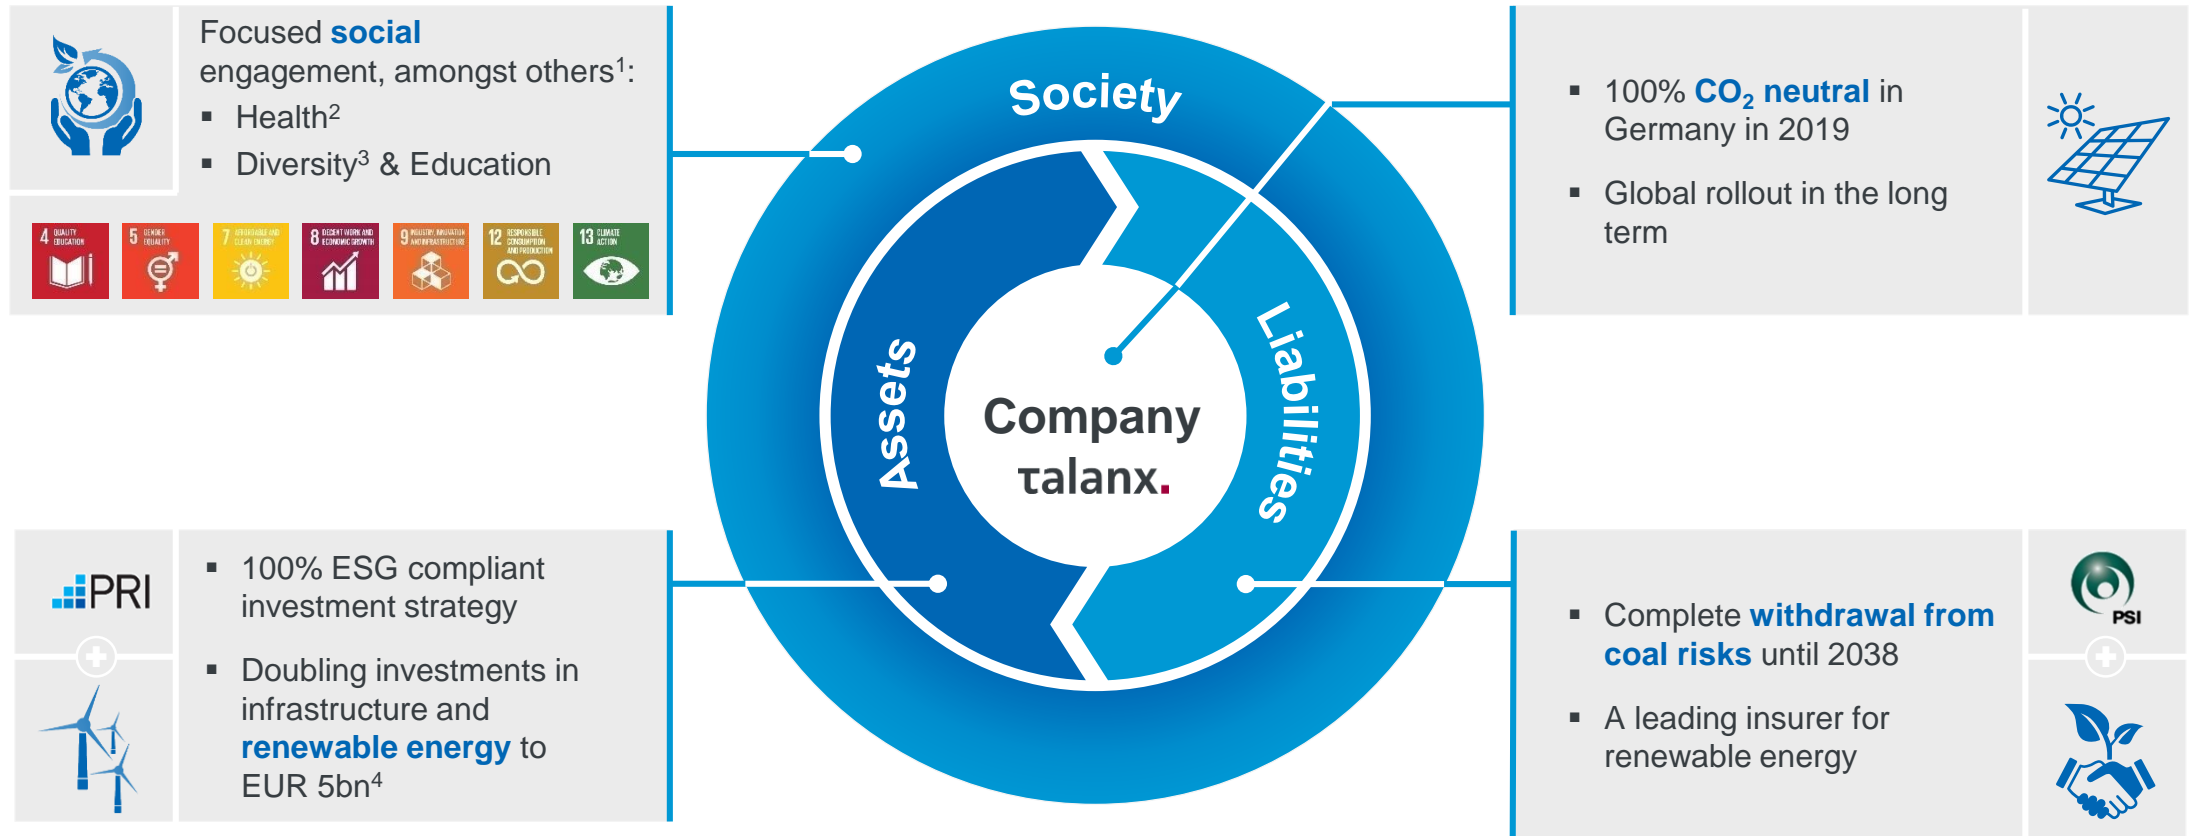 Focused social
engagement, amongst others¹:
▪ Health²
▪ Diversity³ & Education
4 QUALITY
EDUCATION
5 GENDER
EQUALITY
7 AFFORDABLE AND
CLEAN ENERGY
8 DECENT WORK AND
ECONOMIC GROWTH
9 INDUSTRY, INNOVATION
AND INFRASTRUCTURE
12 RESPONSIBLE
CONSUMPTION
AND PRODUCTION
13 CLIMATE
ACTION
Society
Assets
Liabilities
Company
τalanx.
▪ 100% CO₂ neutral in
Germany in 2019
▪ Global rollout in the long
term
PRI
▪ 100% ESG compliant
investment strategy
▪ Doubling investments in
infrastructure and
renewable energy to
EUR 5bn⁴
▪ Complete withdrawal from
coal risks until 2038
▪ A leading insurer for
renewable energy
PSI